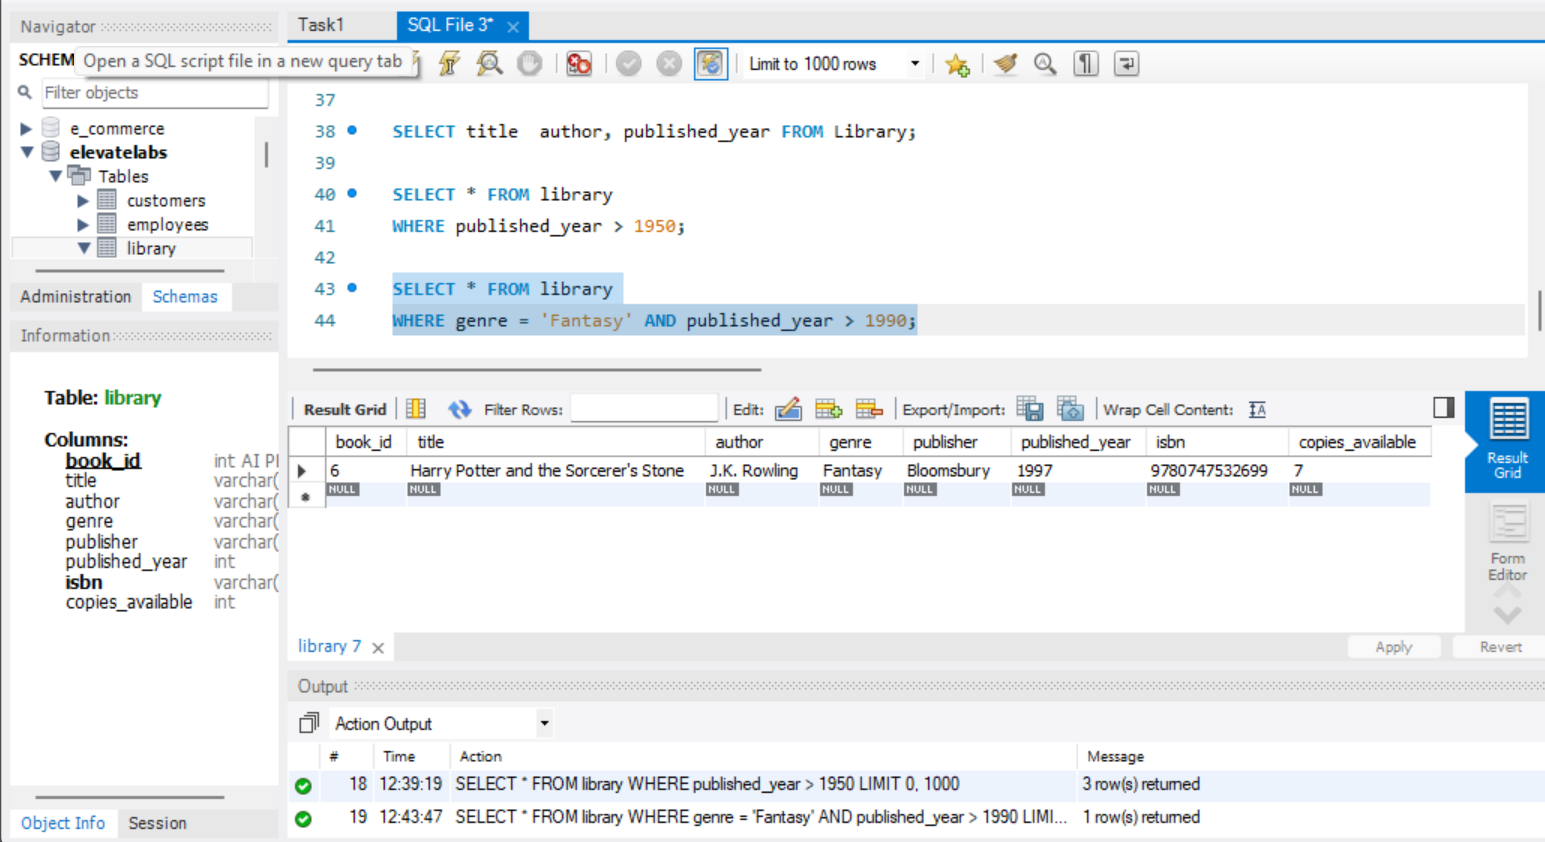 Navigator
Task1
SQL File 3*
SCHEM
Open a SQL script file in a new query tab
Limit to 1000 rows
Filter objects
e_commerce
elevatelabs
Tables
customers
employees
library
Administration
Schemas
37
38 SELECT title  author, published_year FROM Library;
39
40 SELECT * FROM library
41 WHERE published_year > 1950;
42
43 SELECT * FROM library
44 WHERE genre = 'Fantasy' AND published_year > 1990;
Information
Table: library
Columns:
book_id int AI P
title varchar(
author varchar(
genre varchar(
publisher varchar(
published_year int
isbn varchar(
copies_available int
Object Info
Session
Result Grid
Filter Rows:
Edit:
Export/Import:
Wrap Cell Content:
book_id title author genre publisher published_year isbn copies_available
6 Harry Potter and the Sorcerer's Stone J.K. Rowling Fantasy Bloomsbury 1997 9780747532699 7
NULL NULL NULL NULL NULL NULL NULL NULL
Result
Grid
Form
Editor
library 7
Apply
Revert
Output
Action Output
# Time Action Message
18 12:39:19 SELECT * FROM library WHERE published_year > 1950 LIMIT 0, 1000 3 row(s) returned
19 12:43:47 SELECT * FROM library WHERE genre = 'Fantasy' AND published_year > 1990 LIMI... 1 row(s) returned